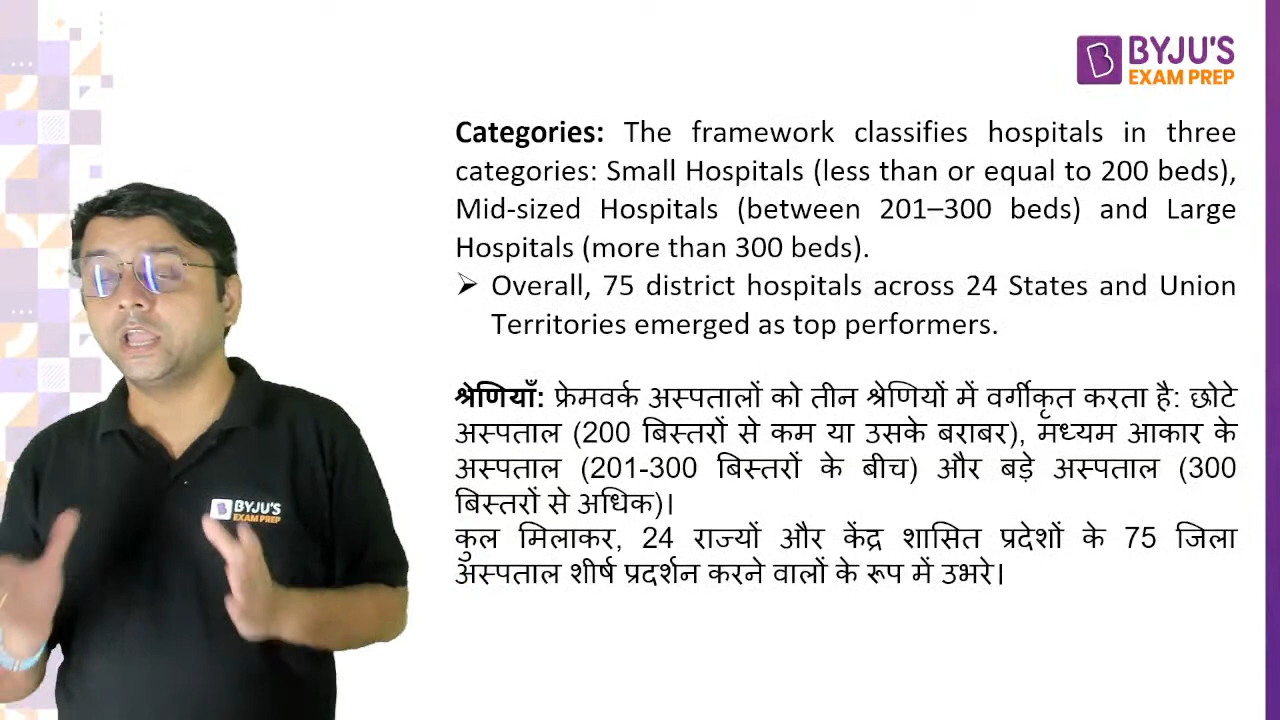 BYJU'S
EXAM PREP
Categories: The framework classifies hospitals in three
categories: Small Hospitals (less than or equal to 200 beds),
Mid-sized Hospitals (between 201–300 beds) and Large
Hospitals (more than 300 beds).
➢ Overall, 75 district hospitals across 24 States and Union
Territories emerged as top performers.
श्रेणियाँ: फ्रेमवर्क अस्पतालों को तीन श्रेणियों में वर्गीकृत करता है: छोटे
अस्पताल (200 बिस्तरों से कम या उसके बराबर), मध्यम आकार के
अस्पताल (201-300 बिस्तरों के बीच) और बड़े अस्पताल (300
बिस्तरों से अधिक)।
कुल मिलाकर, 24 राज्यों और केंद्र शासित प्रदेशों के 75 जिला
अस्पताल शीर्ष प्रदर्शन करने वालों के रूप में उभरे।
BYJU'S
EXAM PREP